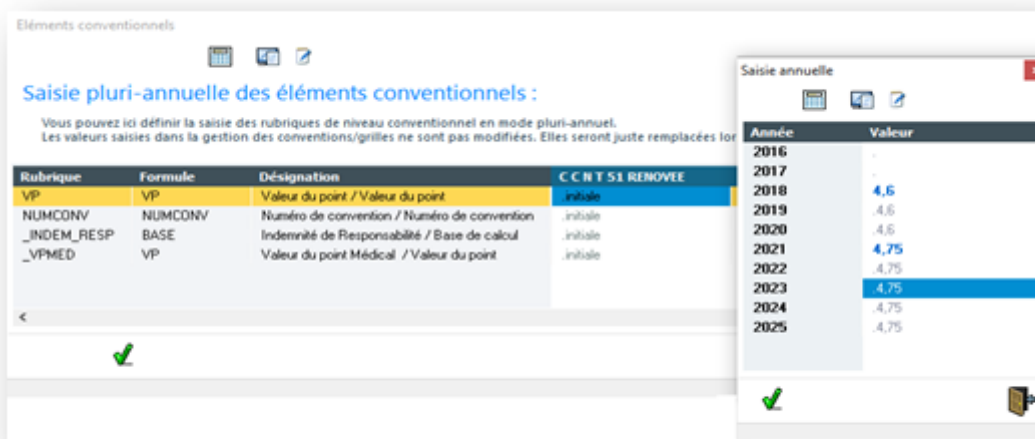 Eléments conventionnels
Saisie pluri-annuelle des éléments conventionnels :
Vous pouvez ici définir la saisie des rubriques de niveau conventionnel en mode pluri-annuel.
Les valeurs saisies dans la gestion des conventions/grilles ne sont pas modifiées. Elles seront juste remplacées lor
Rubrique Formule Désignation C C N T 51 RENOVEE
VP VP Valeur du point / Valeur du point .initiale
NUMCONV NUMCONV Numéro de convention / Numéro de convention .initiale
_INDEM_RESP BASE Indemnité de Responsabilité / Base de calcul .initiale
_VPMED VP Valeur du point Médical / Valeur du point .initiale
Saisie annuelle
Année Valeur
2016 .
2017 .
2018 4,6
2019 .4,6
2020 .4,6
2021 4,75
2022 .4,75
2023 .4,75
2024 .4,75
2025 .4,75